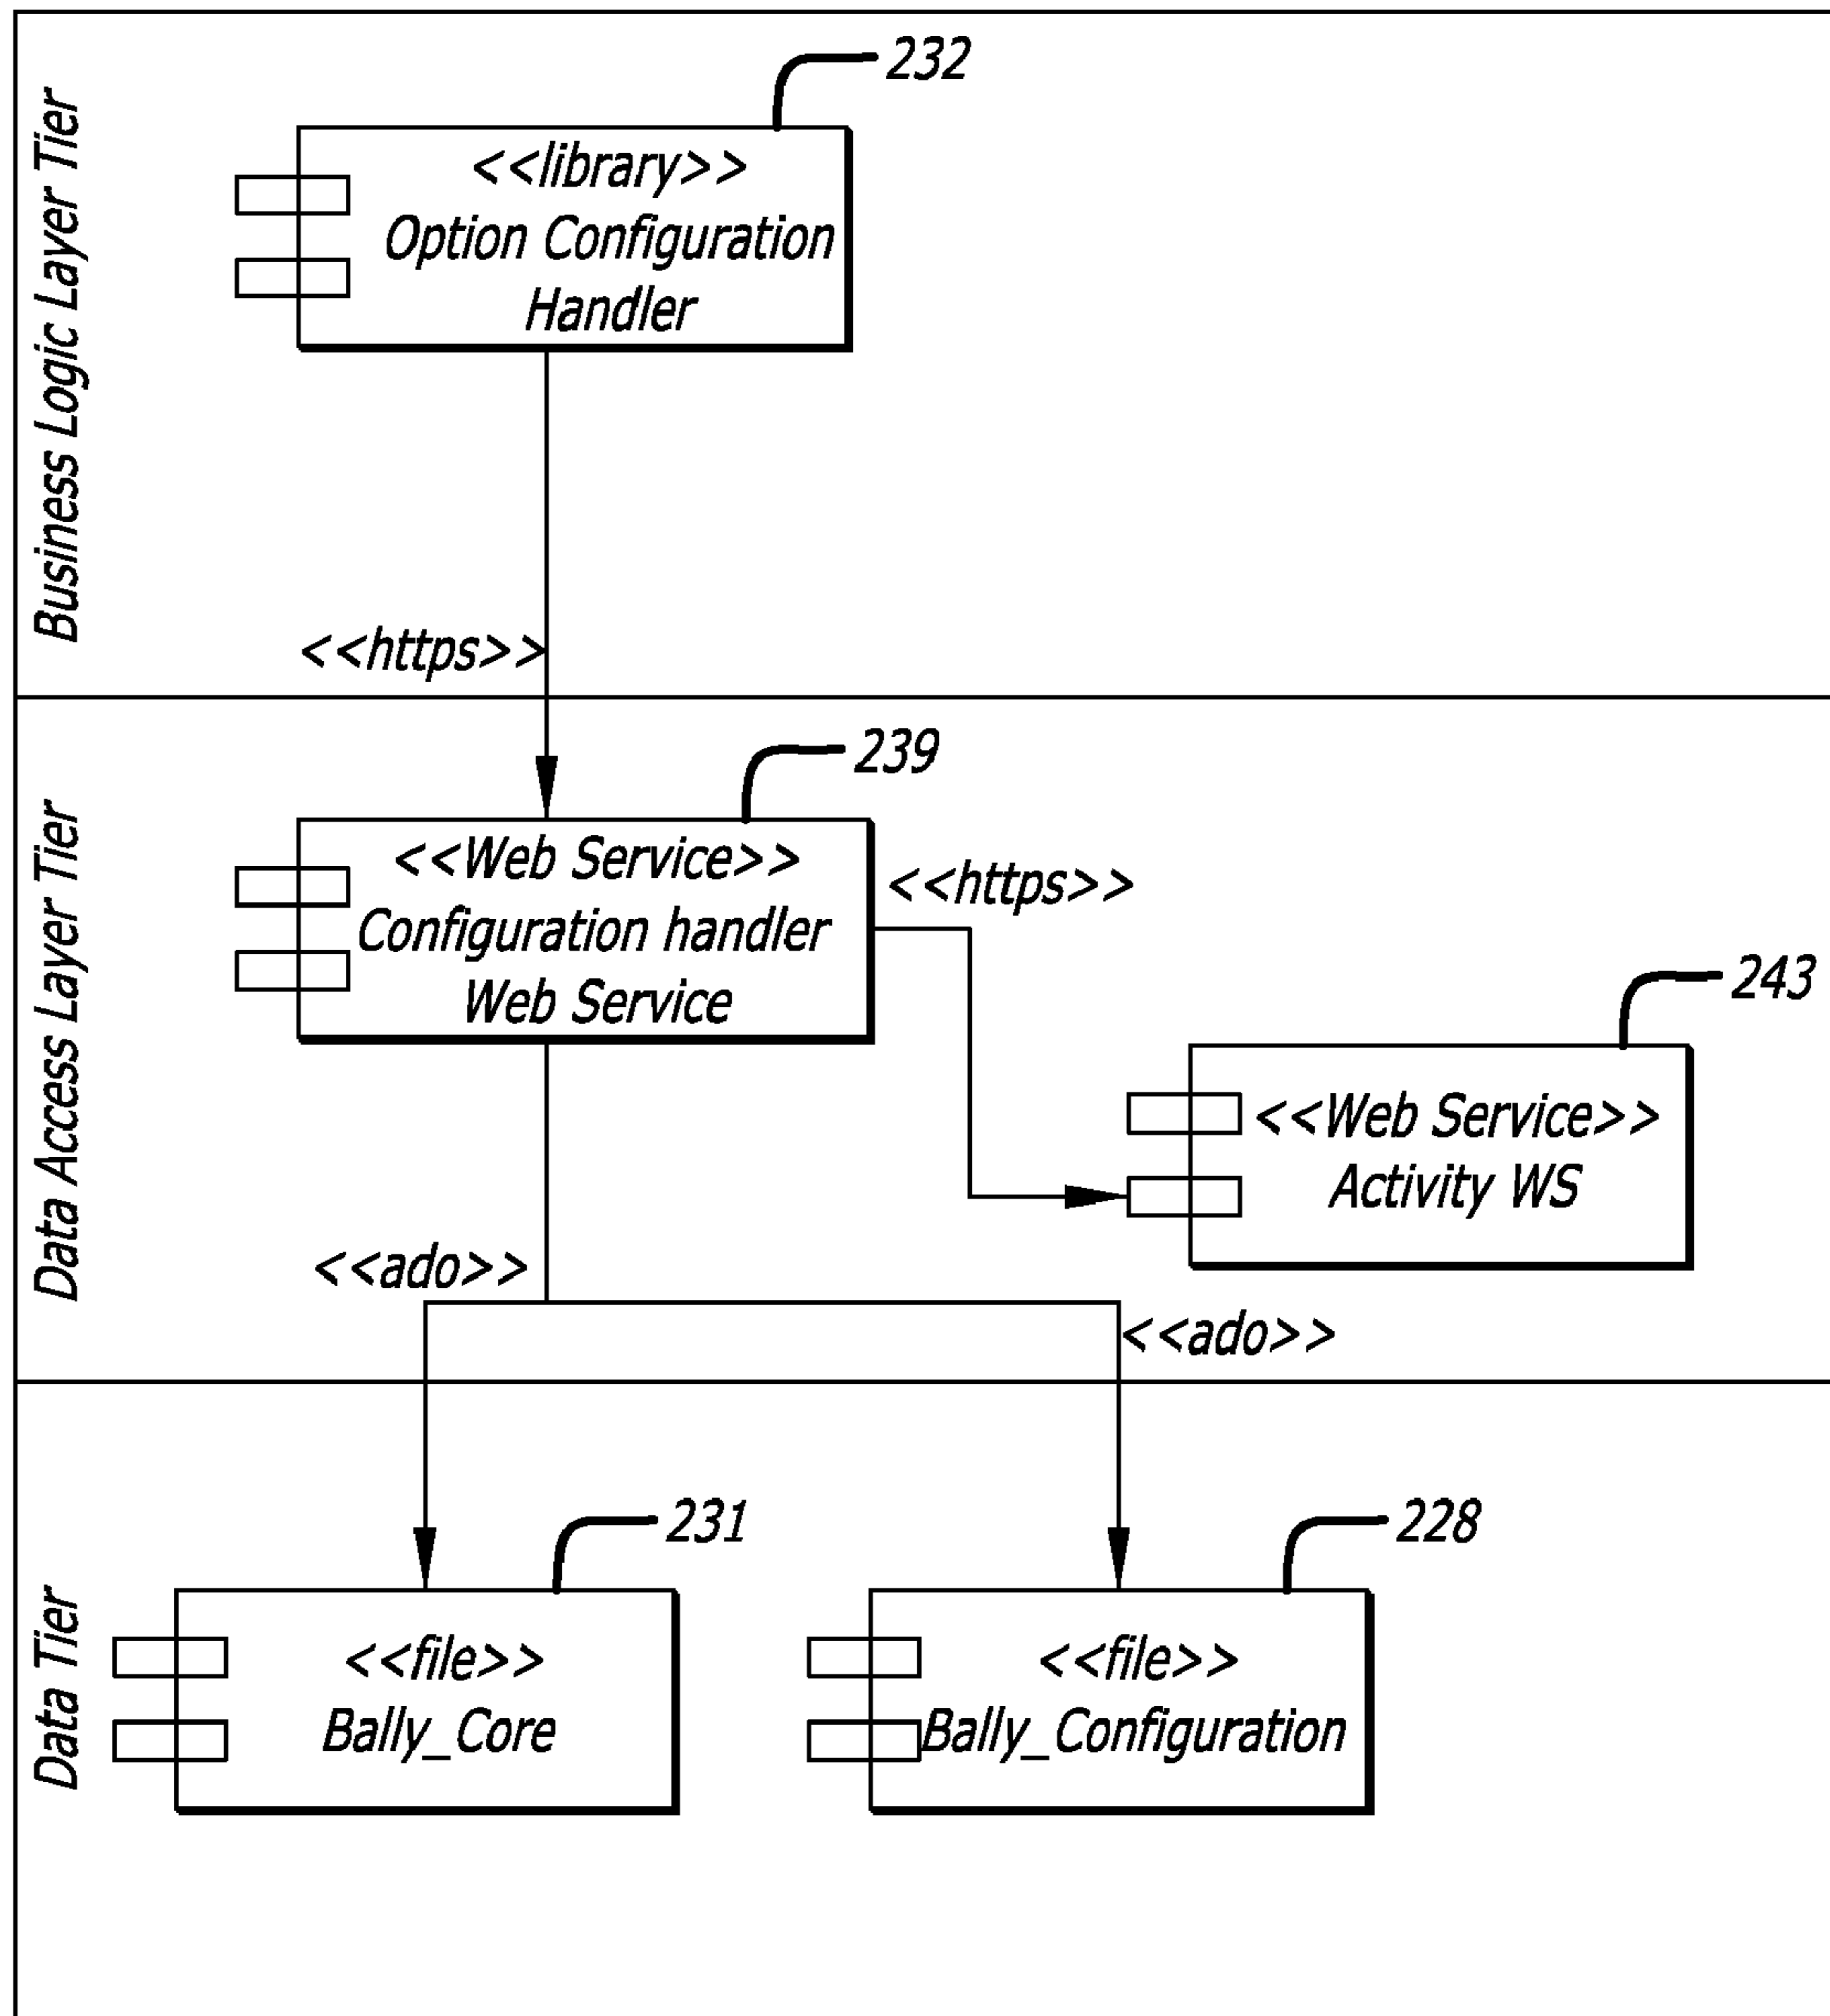 Business Logic Layer Tier
232
<<library>>
Option Configuration
Handler
<<https>>
Data Access Layer Tier
239
<<Web Service>>
Configuration handler
Web Service
<<https>>
243
<<Web Service>>
Activity WS
<<ado>>
<<ado>>
Data Tier
231
<<file>>
Bally_Core
228
<<file>>
Bally_Configuration